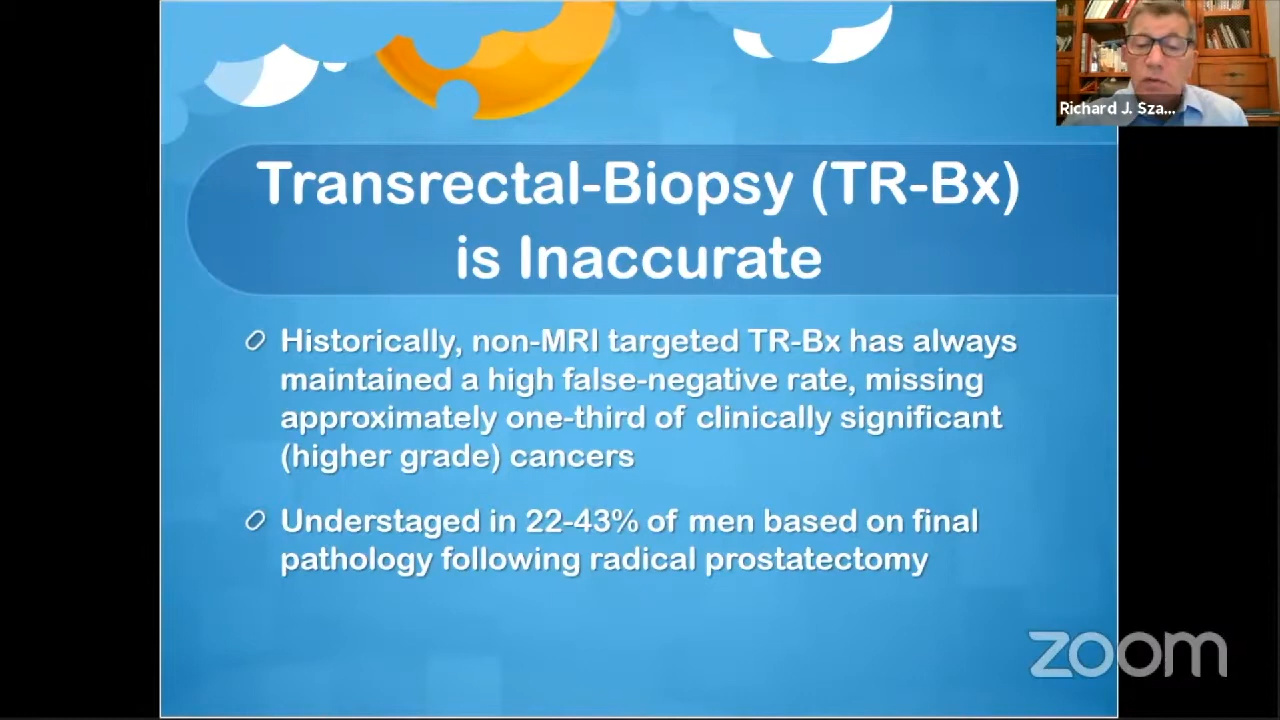 Richard J. Sza...
Transrectal-Biopsy (TR-Bx)
is Inaccurate
Historically, non-MRI targeted TR-Bx has always
maintained a high false-negative rate, missing
approximately one-third of clinically significant
(higher grade) cancers
Understaged in 22-43% of men based on final
pathology following radical prostatectomy
zoom